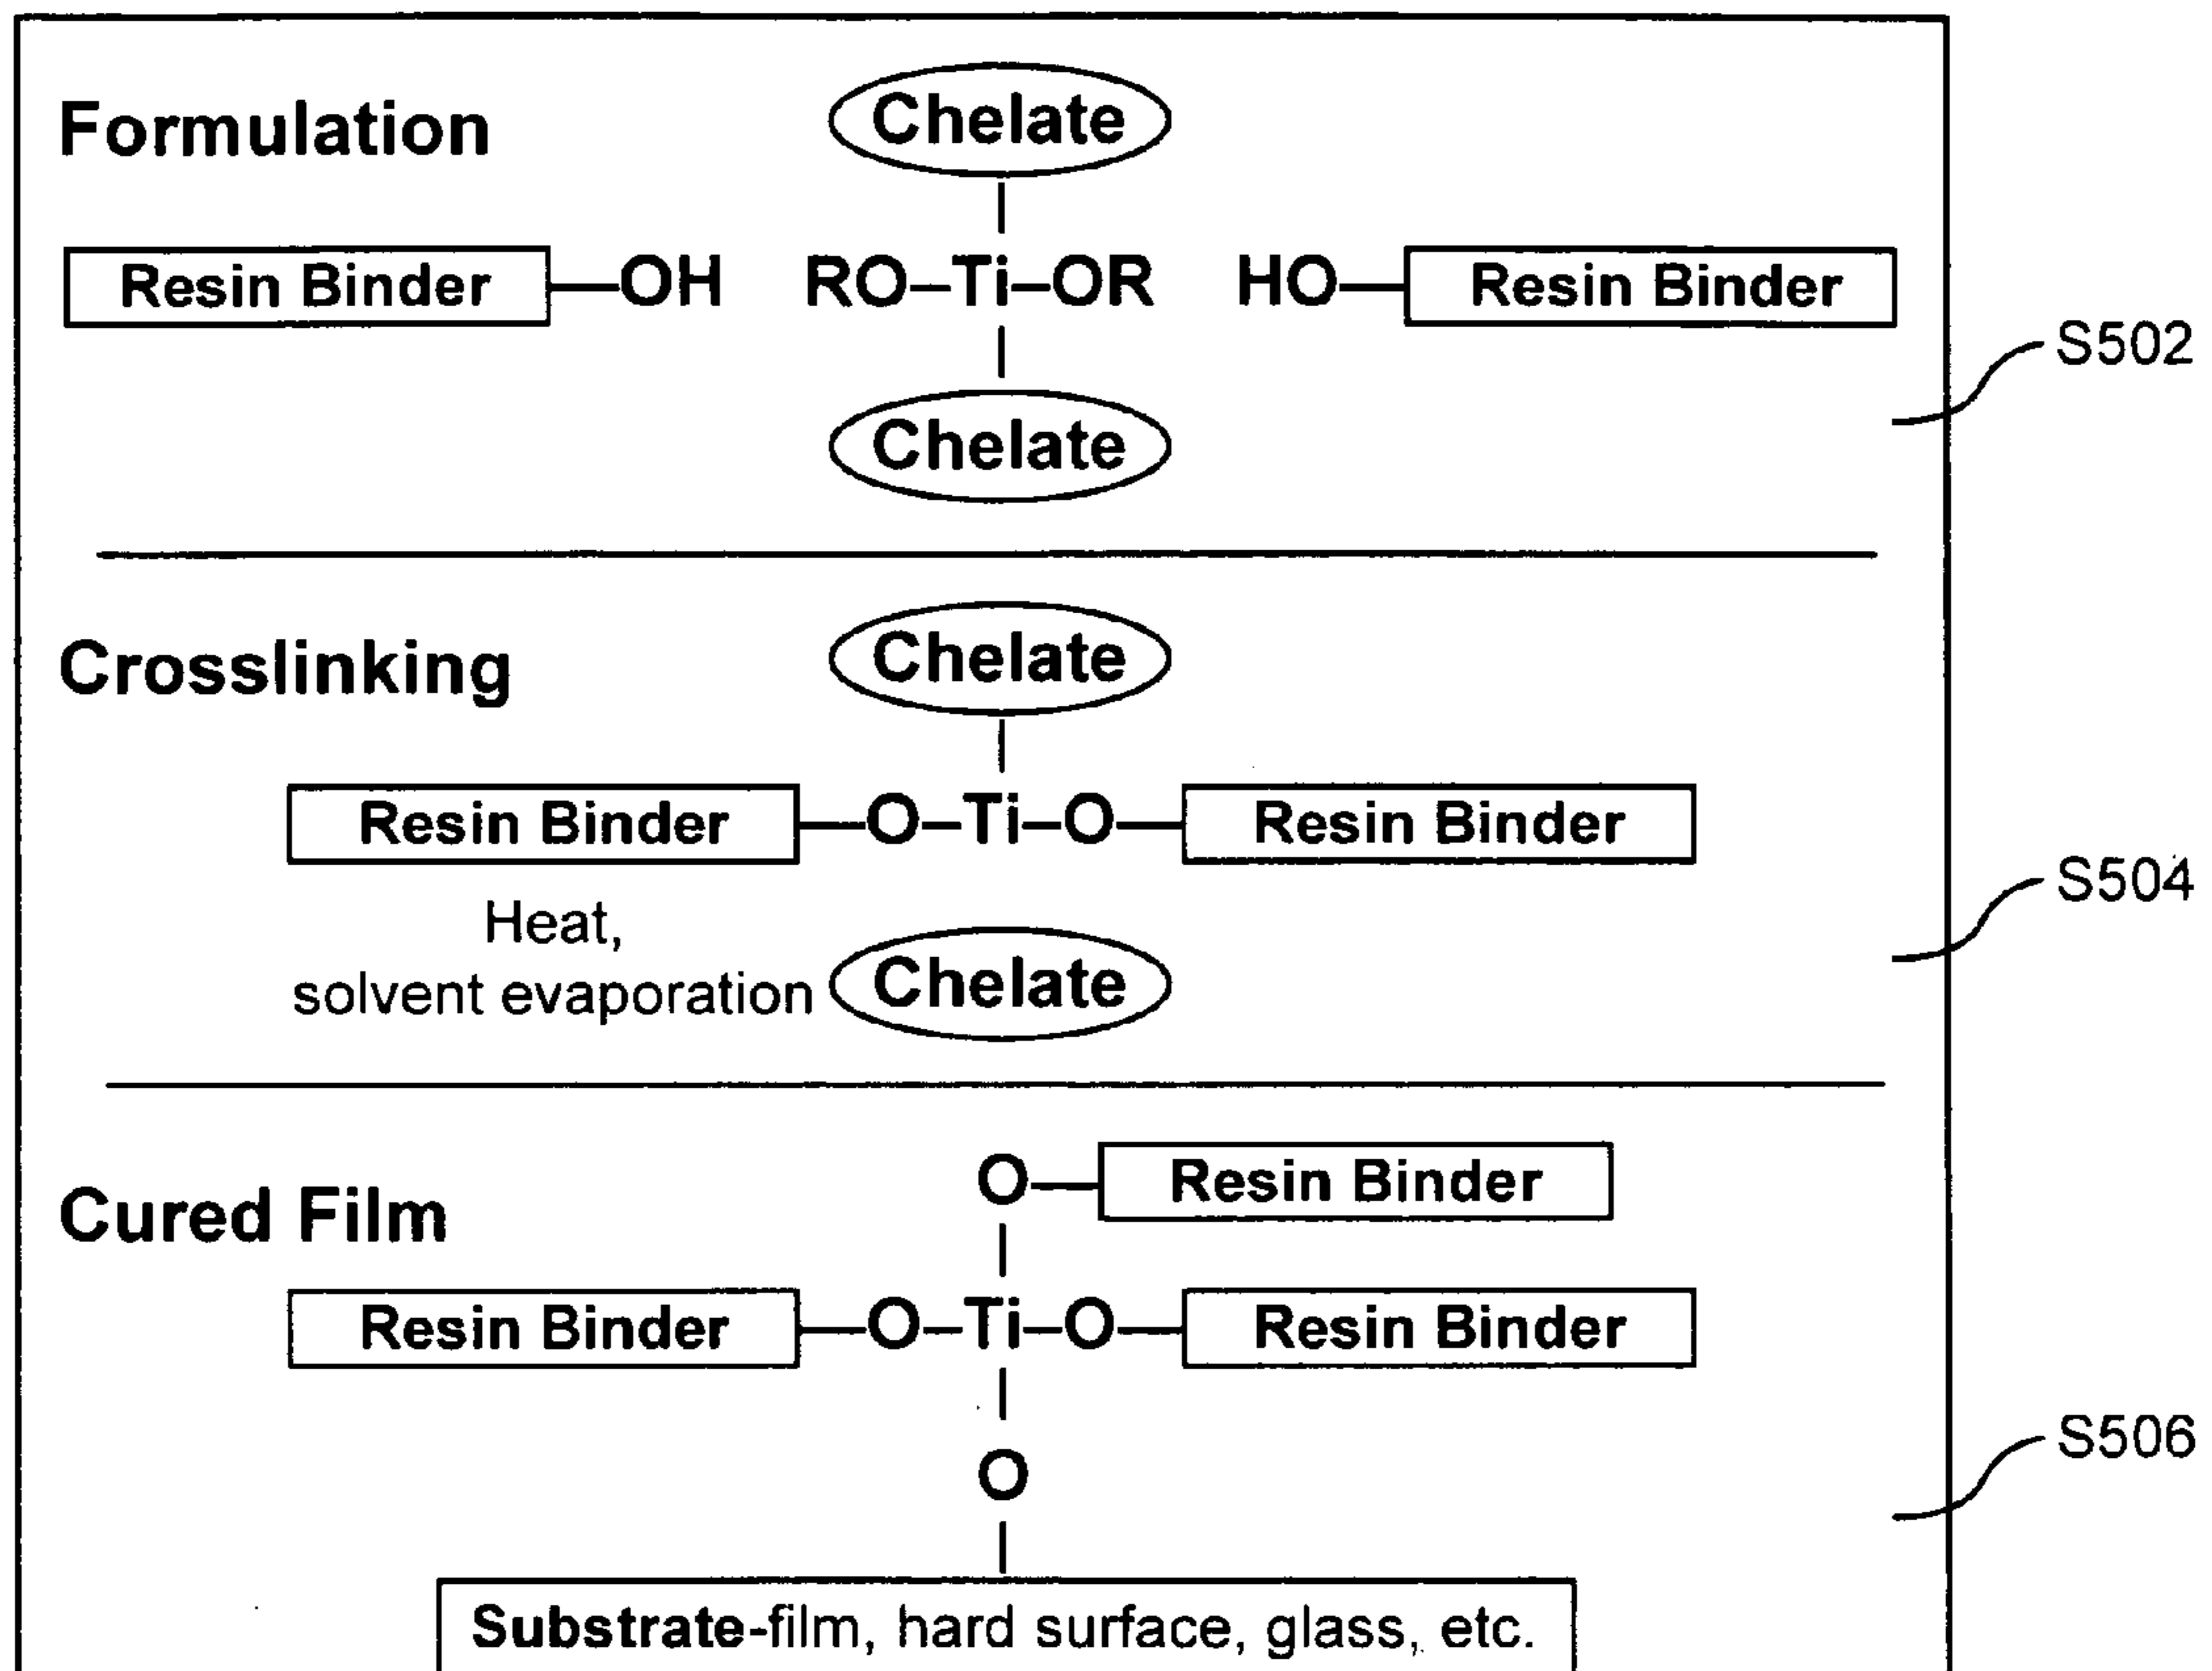 Formulation
Chelate
Resin Binder—OH RO–Ti–OR HO—Resin Binder
S502
Chelate
Crosslinking
Chelate
Resin Binder—O–Ti–O—Resin Binder
S504
Heat,
solvent evaporation
Chelate
Cured Film
O—Resin Binder
Resin Binder—O–Ti–O—Resin Binder
S506
O
Substrate-film, hard surface, glass, etc.